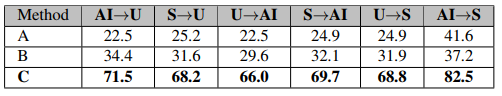 Method AI→U S→U U→AI S→AI U→S AI→S
A 22.5 25.2 22.5 24.9 24.9 41.6
B 34.4 31.6 29.6 32.1 31.9 37.2
C 71.5 68.2 66.0 69.7 68.8 82.5